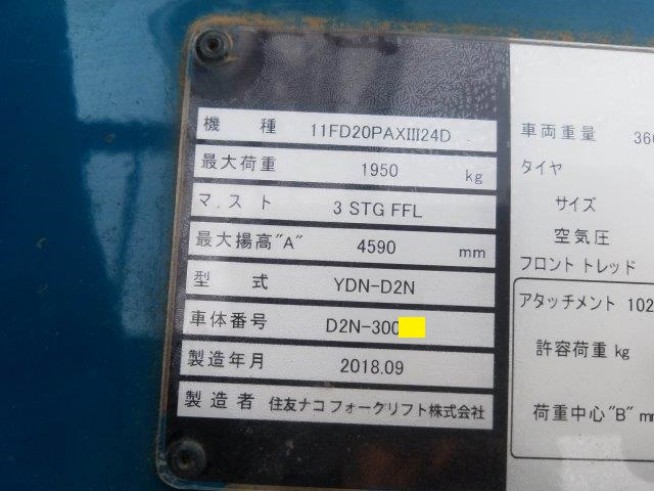 機 種 11FD20PAXIII24D
最大荷重 1950 kg
マスト 3 STG FFL
最大揚高"A" 4590 mm
型 式 YDN-D2N
車体番号 D2N-300
製造年月 2018.09
製造者 住友ナコ フォークリフト株式会社
車両重量 360
タイヤ
サイズ
空気圧
フロント トレッド
アタッチメント 102
許容荷重 kg
荷重中心"B" mm